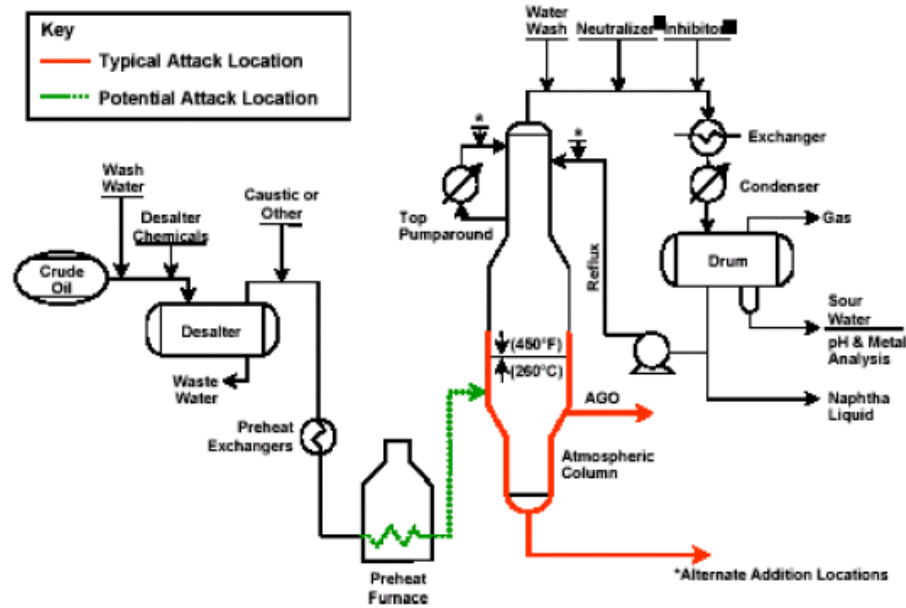 Key
Typical Attack Location
Potential Attack Location
Water
Wash
Neutralizer
Inhibitor
Exchanger
Condenser
Gas
Drum
Sour
Water
pH & Metal
Analysis
Naphtha
Liquid
*
*
Top
Pumparound
Reflux
Wash
Water
Desalter
Chemicals
Caustic or
Other
Crude
Oil
Desalter
Waste
Water
Preheat
Exchangers
(450°F)
(260°C)
AGO
Atmospheric
Column
Preheat
Furnace
*Alternate Addition Locations